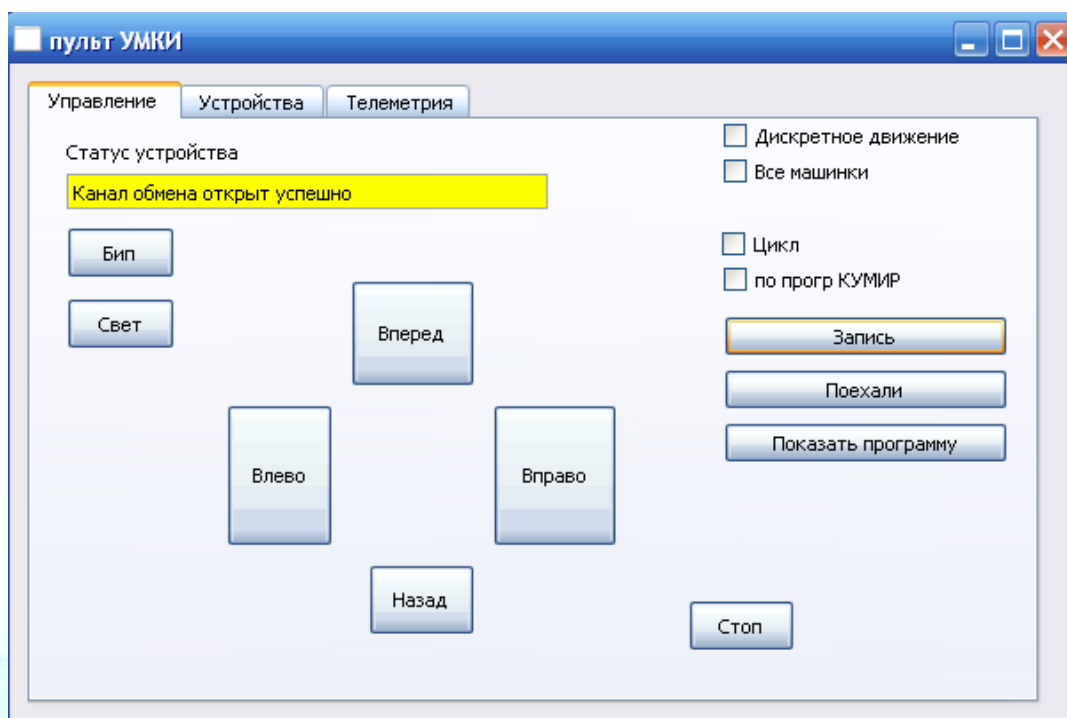 пульт УМКИ
Управление
Устройства
Телеметрия
Статус устройства
Канал обмена открыт успешно
Дискретное движение
Все машинки
Бип
Цикл
по прогр КУМИР
Свет
Вперед
Запись
Поехали
Показать программу
Влево
Вправо
Назад
Стоп